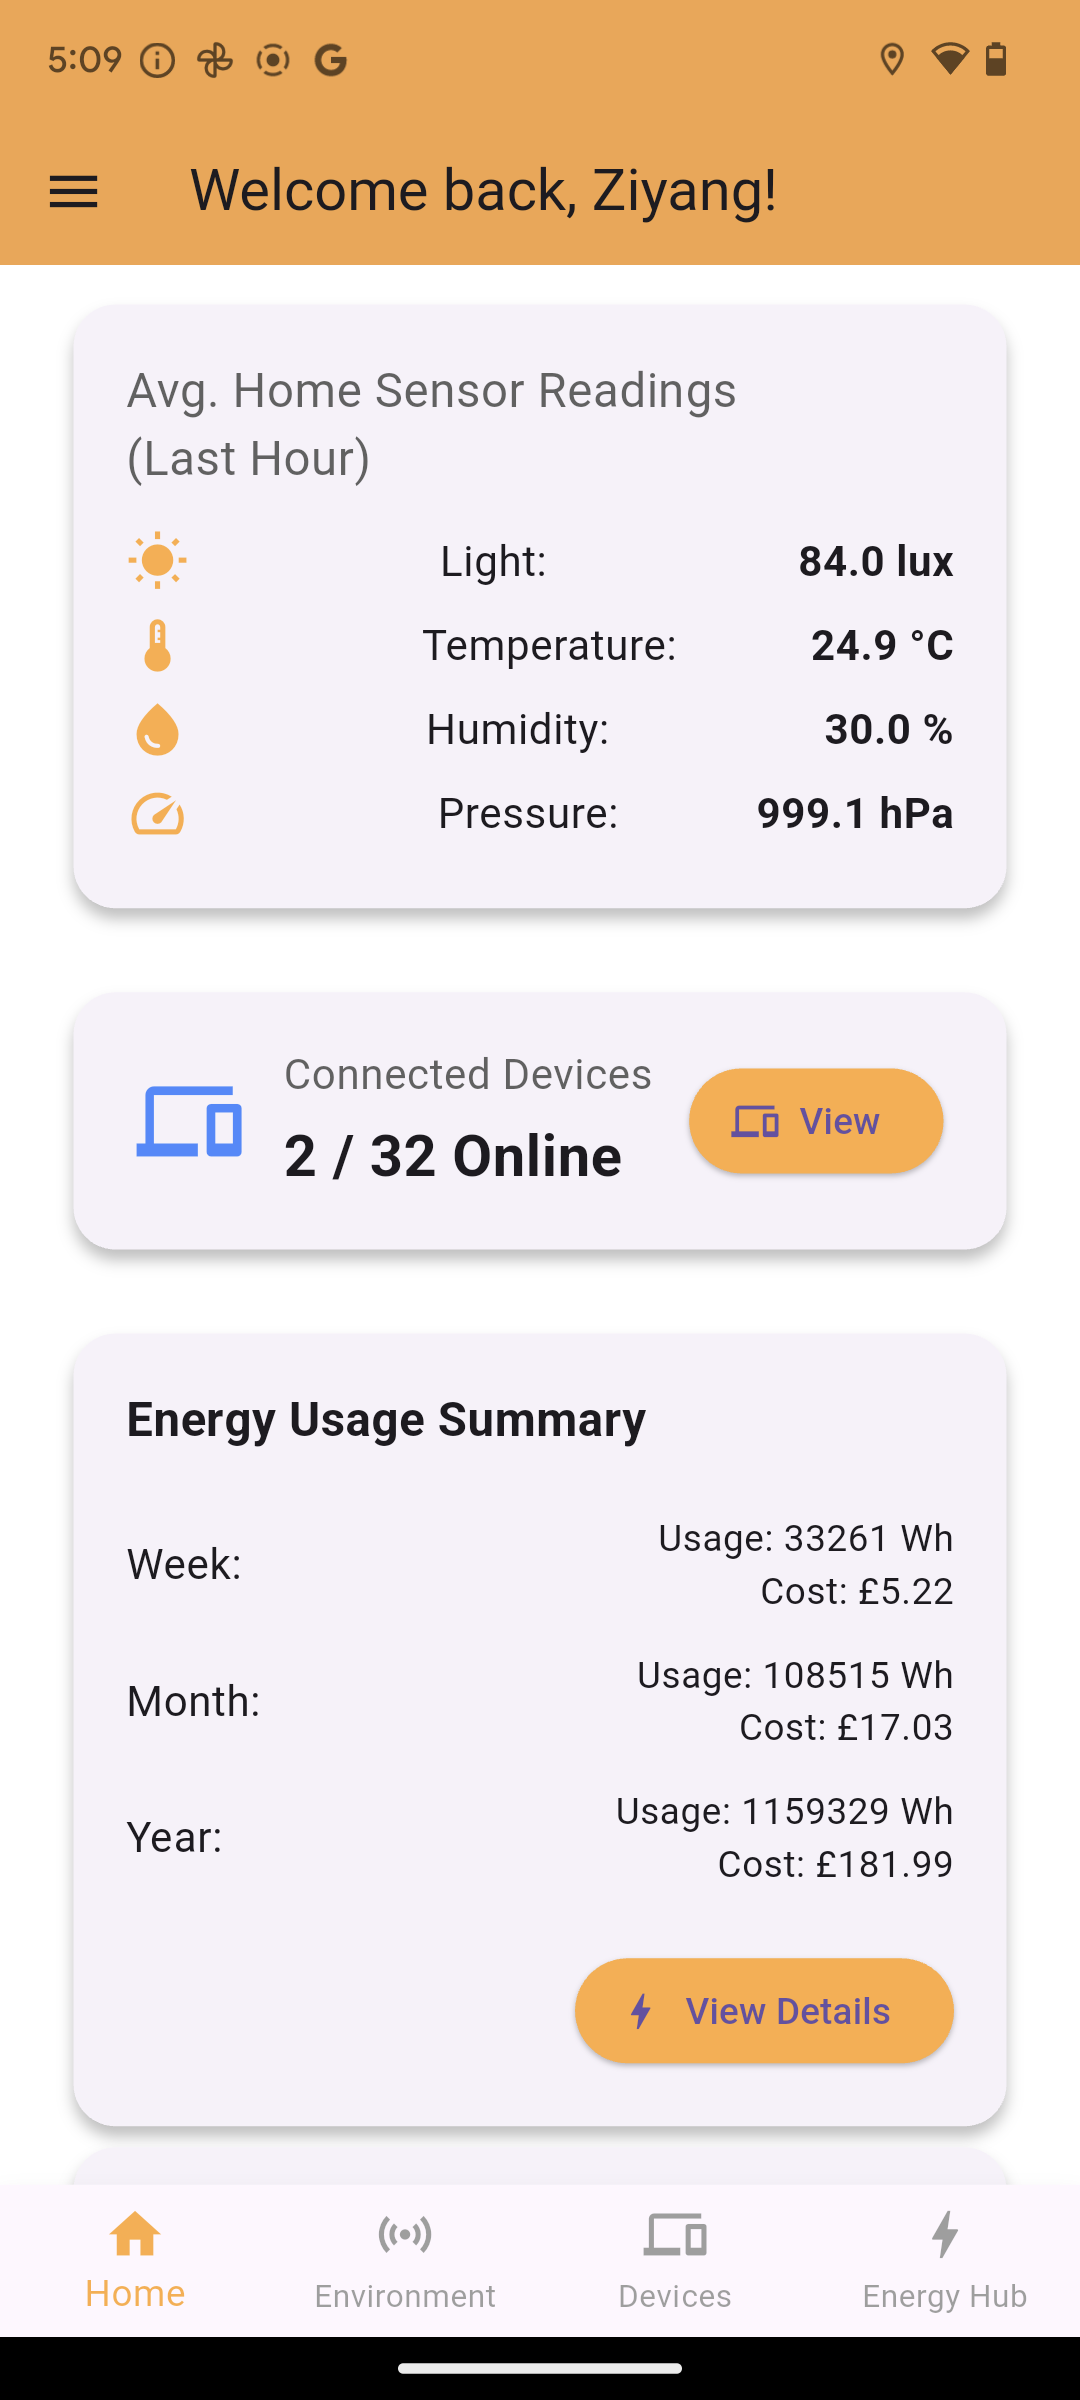 5:09
Welcome back, Ziyang!
Avg. Home Sensor Readings
(Last Hour)
Light: 84.0 lux
Temperature: 24.9 °C
Humidity: 30.0 %
Pressure: 999.1 hPa
Connected Devices
2 / 32 Online
View
Energy Usage Summary
Week:
Usage: 33261 Wh
Cost: £5.22
Month:
Usage: 108515 Wh
Cost: £17.03
Year:
Usage: 1159329 Wh
Cost: £181.99
View Details
Home Environment Devices Energy Hub